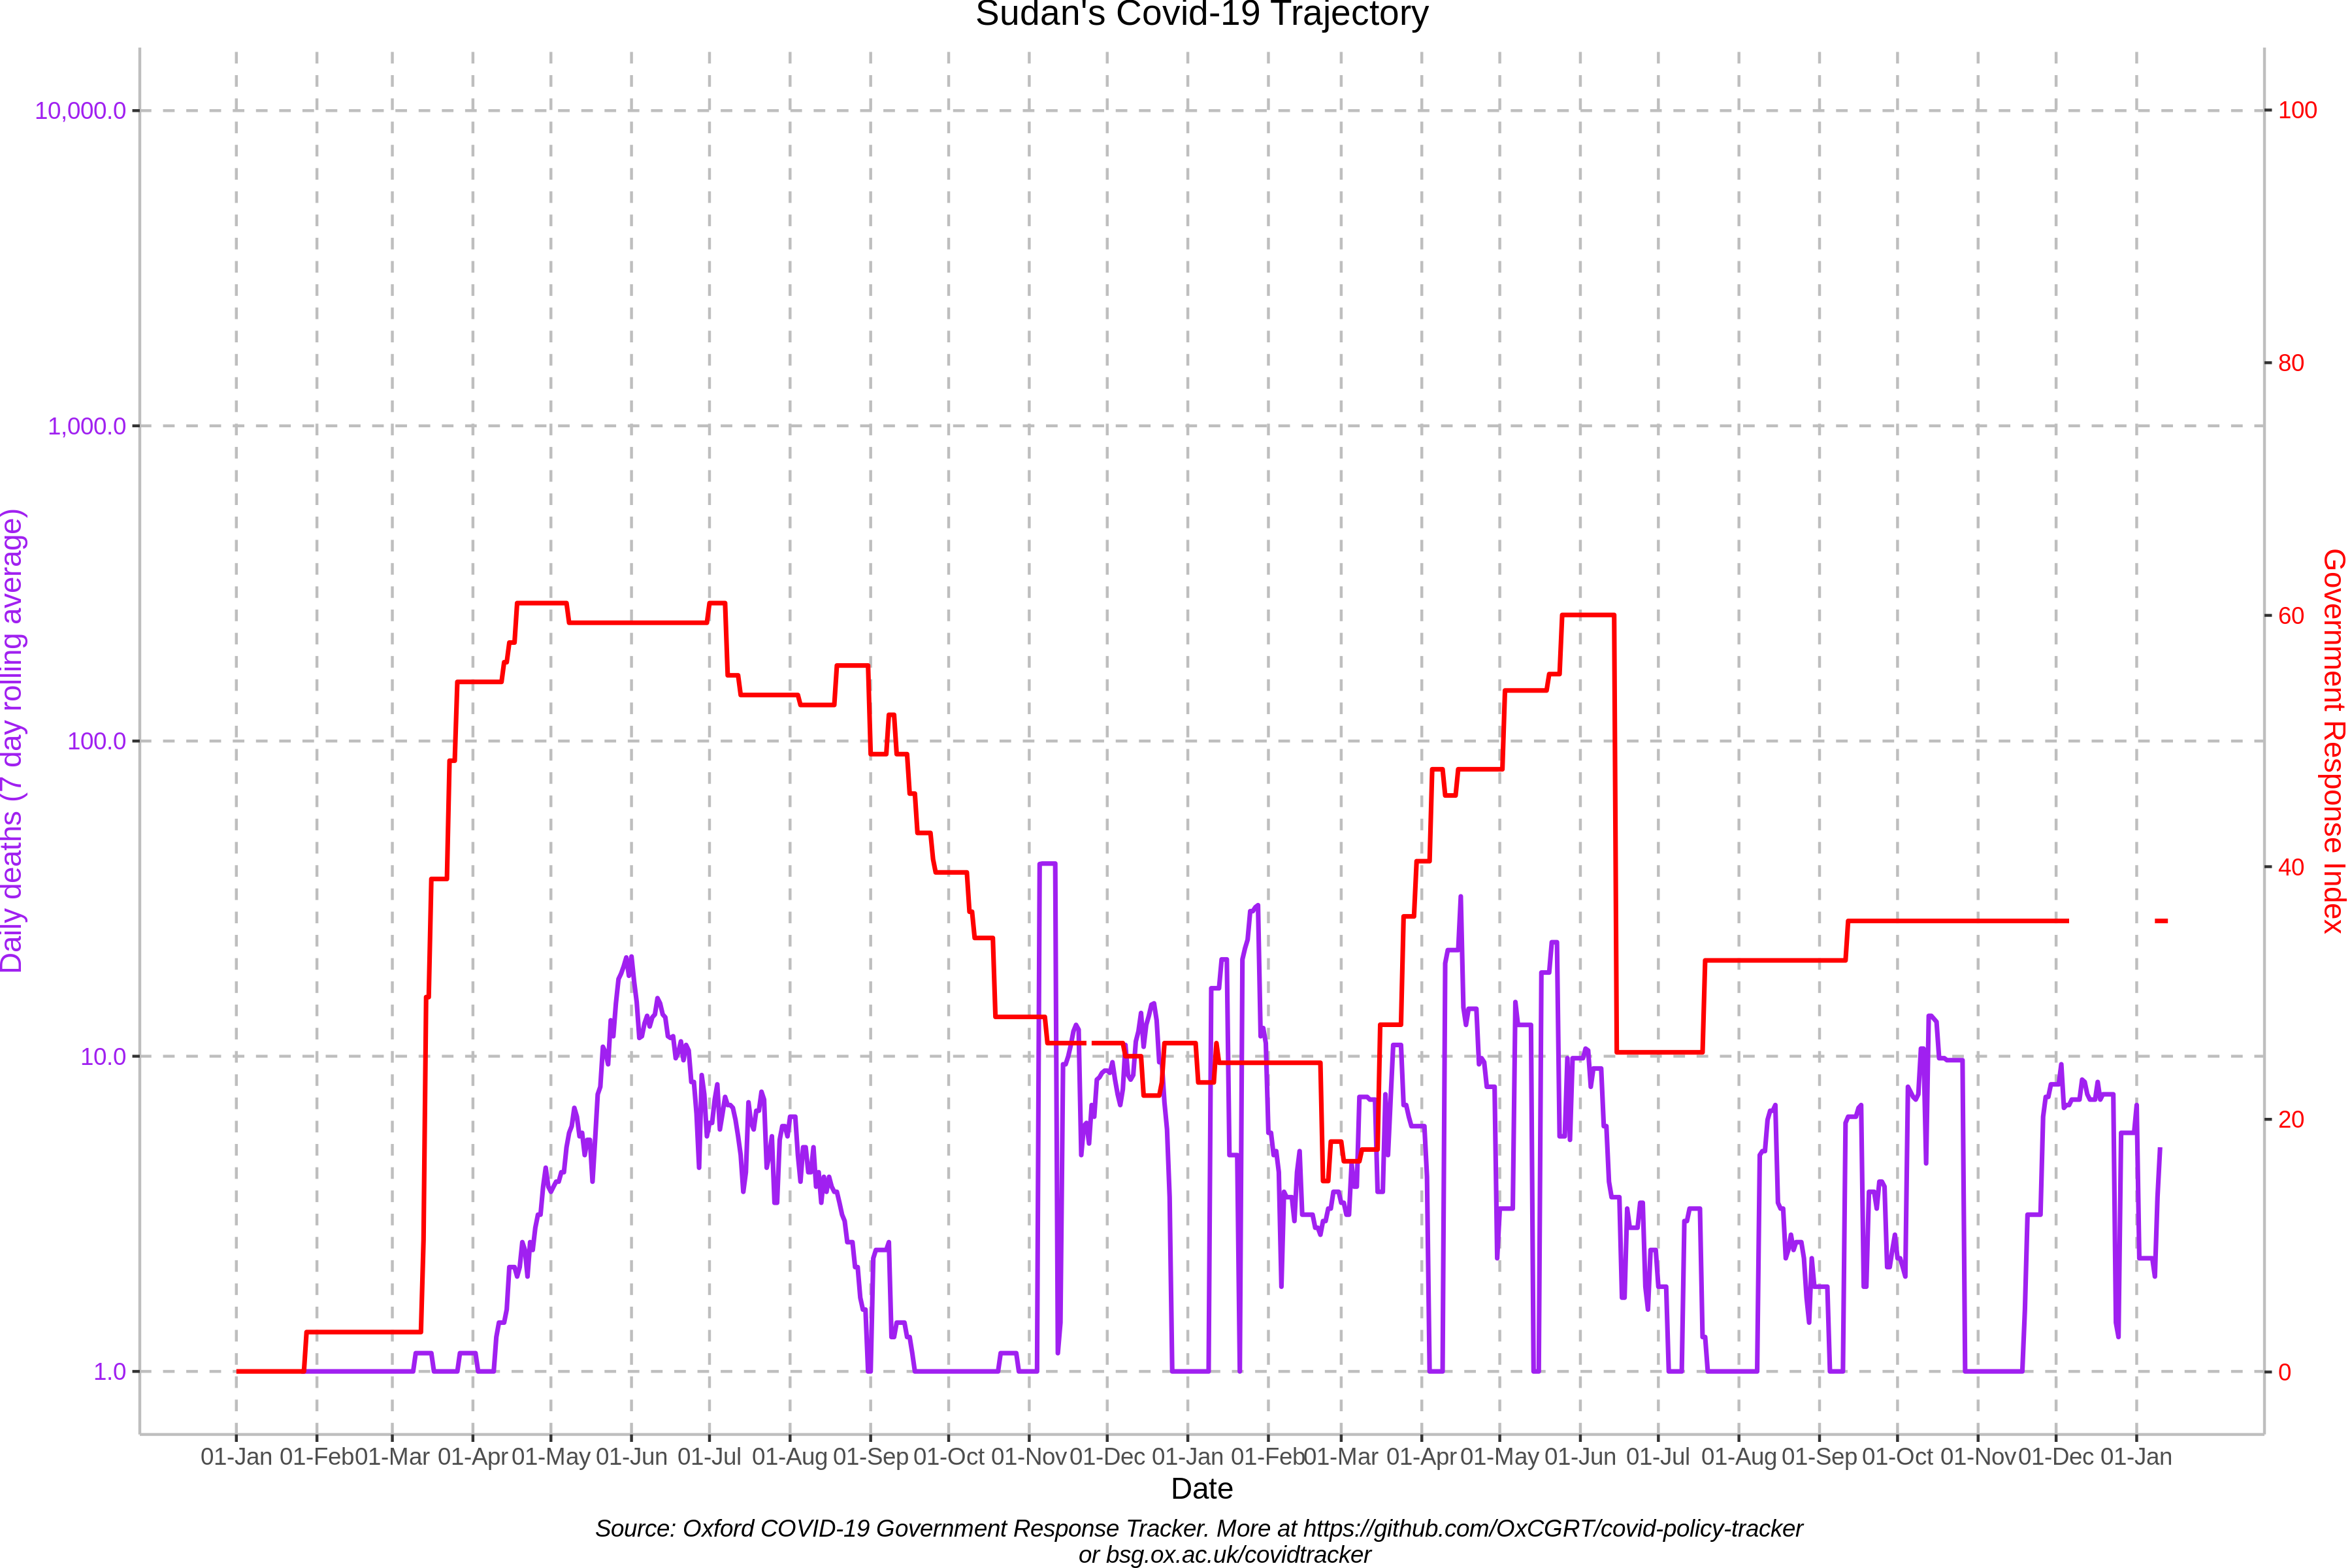 Sudan's Covid-19 Trajectory
10,000.0
1,000.0
100.0
10.0
1.0
Daily deaths (7 day rolling average)
100
80
60
40
20
0
Government Response Index
01-Jan 01-Feb 01-Mar 01-Apr 01-May 01-Jun 01-Jul 01-Aug 01-Sep 01-Oct 01-Nov 01-Dec 01-Jan 01-Feb 01-Mar 01-Apr 01-May 01-Jun 01-Jul 01-Aug 01-Sep 01-Oct 01-Nov 01-Dec 01-Jan
Date
Source: Oxford COVID-19 Government Response Tracker. More at https://github.com/OxCGRT/covid-policy-tracker
or bsg.ox.ac.uk/covidtracker